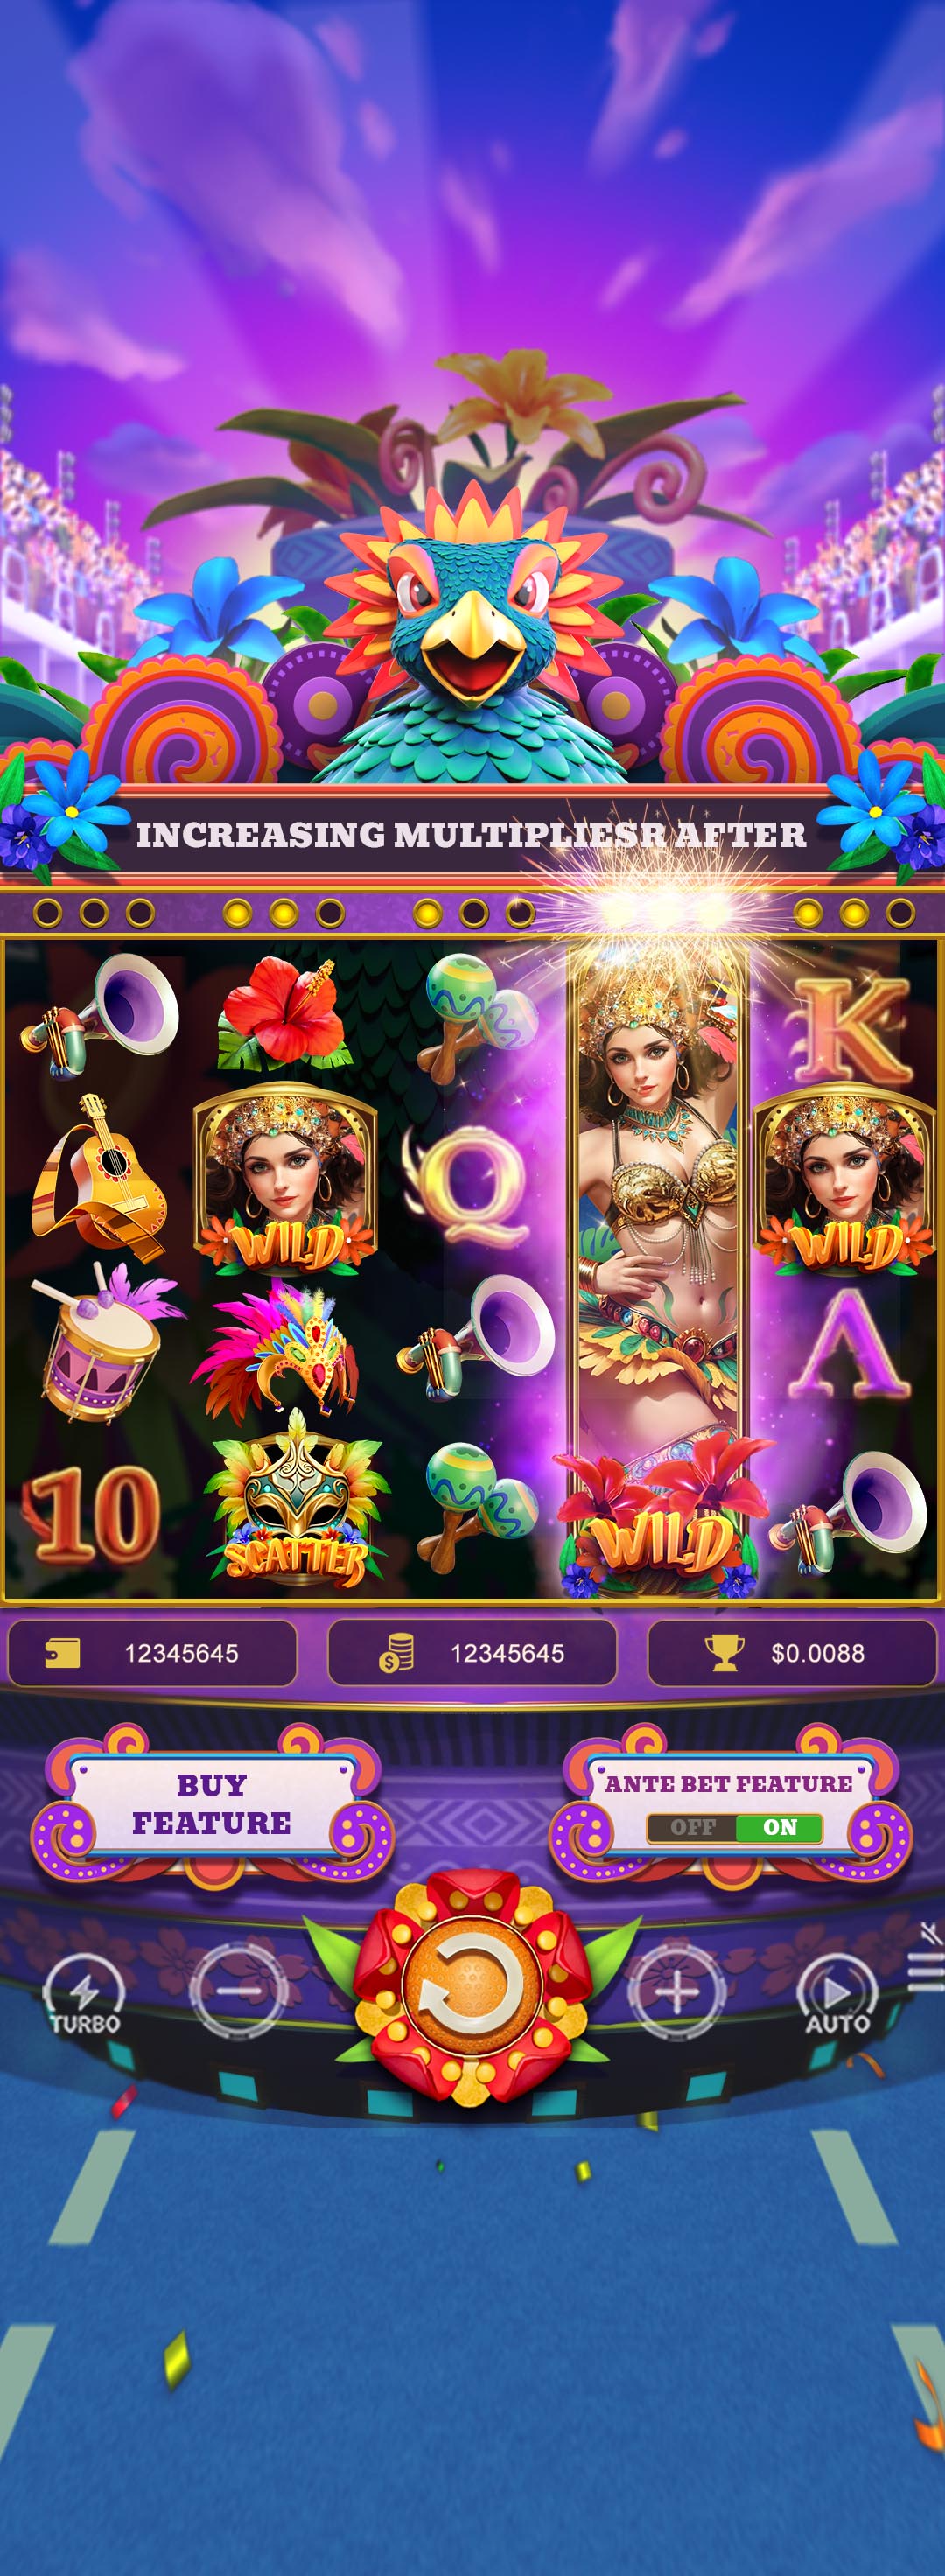 INCREASING MULTIPLIESR AFTER
K
WILD
Q
WILD
A
10
SCATTER
WILD
12345645
12345645
$0.0088
BUY
FEATURE
ANTE BET FEATURE
OFF
ON
TURBO
AUTO